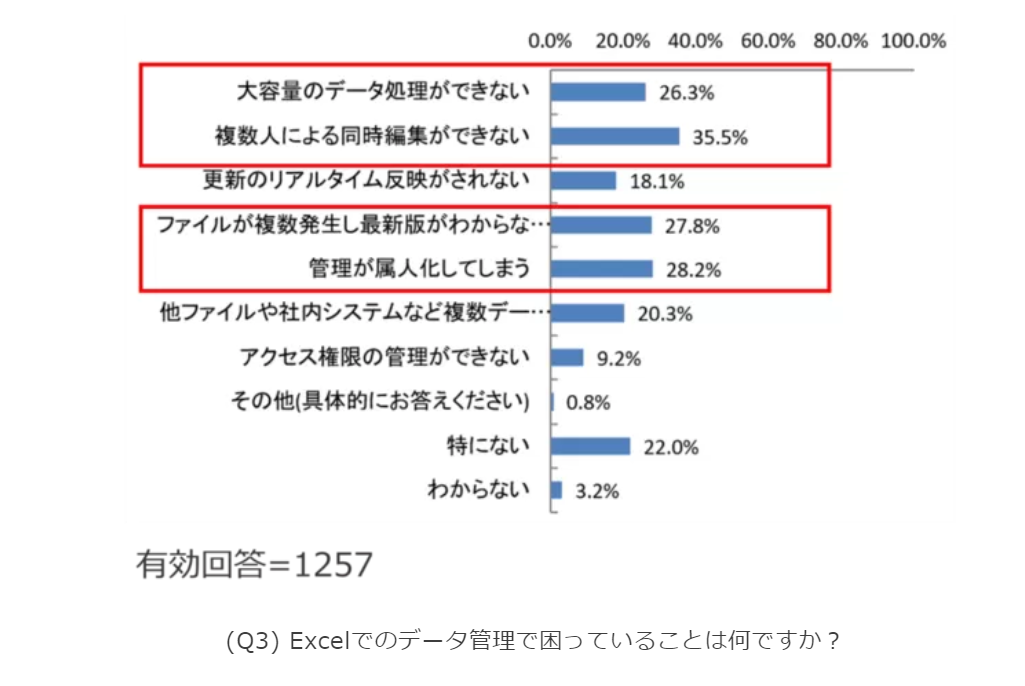 0.0% 20.0% 40.0% 60.0% 80.0% 100.0%
大容量のデータ処理ができない 26.3%
複数人による同時編集ができない 35.5%
更新のリアルタイム反映がされない 18.1%
ファイルが複数発生し最新版がわからな… 27.8%
管理が属人化してしまう 28.2%
他ファイルや社内システムなど複数デー… 20.3%
アクセス権限の管理ができない 9.2%
その他(具体的にお答えください) 0.8%
特にない 22.0%
わからない 3.2%
有効回答=1257
(Q3) Excelでのデータ管理で困っていることは何ですか？